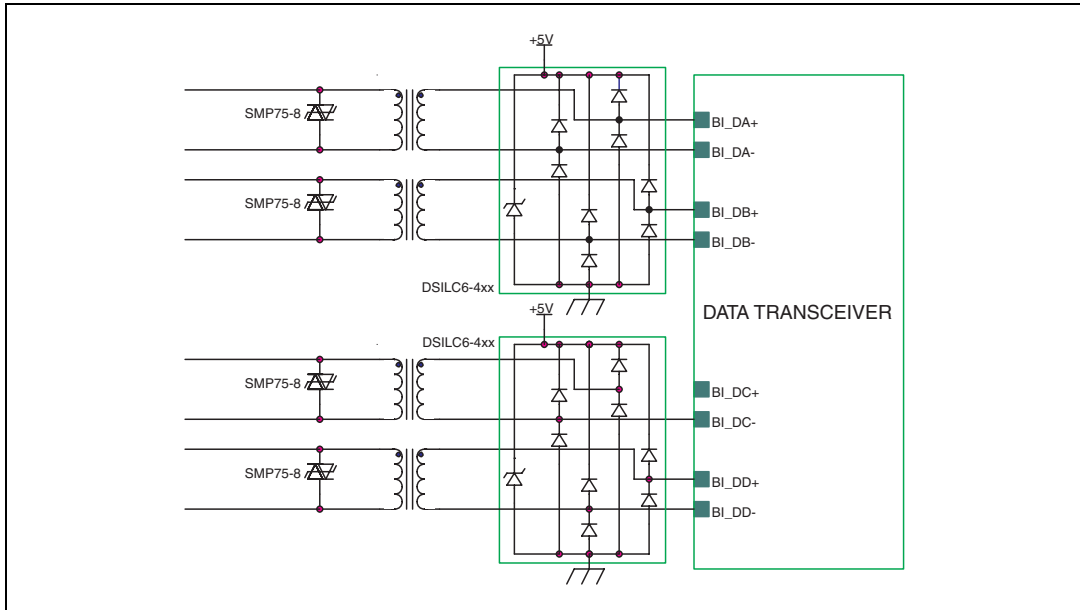 +5V
SMP75-8
BI_DA+
BI_DA-
SMP75-8
BI_DB+
BI_DB-
DSILC6-4xx
+5V
DATA TRANSCEIVER
DSILC6-4xx
SMP75-8
BI_DC+
BI_DC-
SMP75-8
BI_DD+
BI_DD-